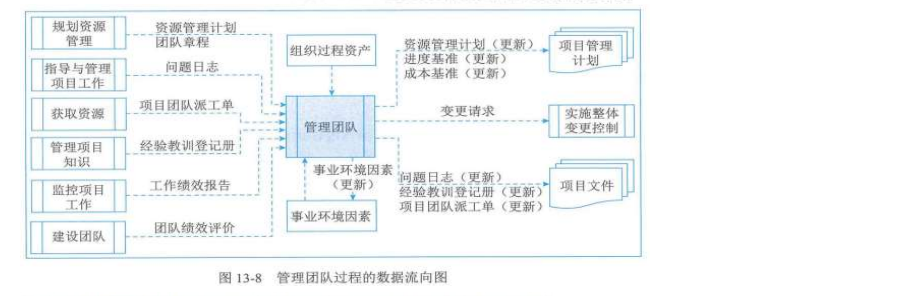 规划资源
管理
资源管理计划
团队章程
指导与管理
项目工作
问题日志
获取资源
项目团队派工单
管理项目
知识
经验教训登记册
监控项目
工作
工作绩效报告
建设团队
团队绩效评价
组织过程资产
管理团队
事业环境因素
（更新）
事业环境因素
资源管理计划（更新）
进度基准（更新）
成本基准（更新）
项目管理
计划
变更请求
实施整体
变更控制
问题日志（更新）
经验教训登记册（更新）
项目团队派工单（更新）
项目文件
图 13-8 管理团队过程的数据流向图